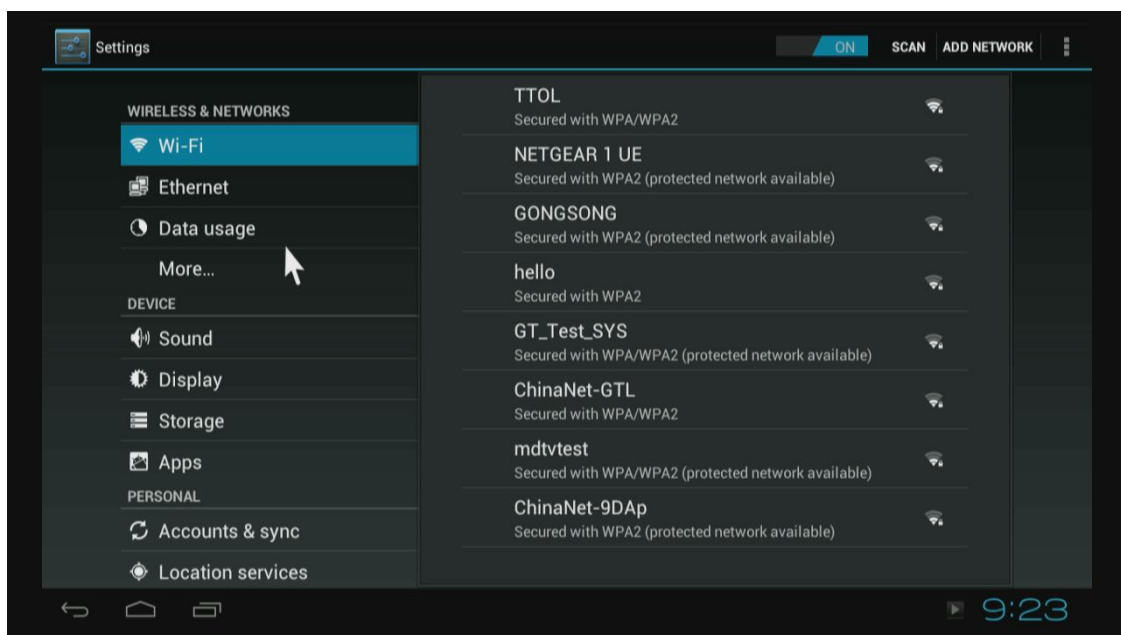 Settings
ON
SCAN
ADD NETWORK
WIRELESS & NETWORKS
Wi-Fi
Ethernet
Data usage
More...
DEVICE
Sound
Display
Storage
Apps
PERSONAL
Accounts & sync
Location services
TTOL
Secured with WPA/WPA2
NETGEAR 1 UE
Secured with WPA2 (protected network available)
GONGSONG
Secured with WPA2 (protected network available)
hello
Secured with WPA2
GT_Test_SYS
Secured with WPA/WPA2 (protected network available)
ChinaNet-GTL
Secured with WPA/WPA2
mdtvtest
Secured with WPA/WPA2 (protected network available)
ChinaNet-9DAp
Secured with WPA2 (protected network available)
9:23